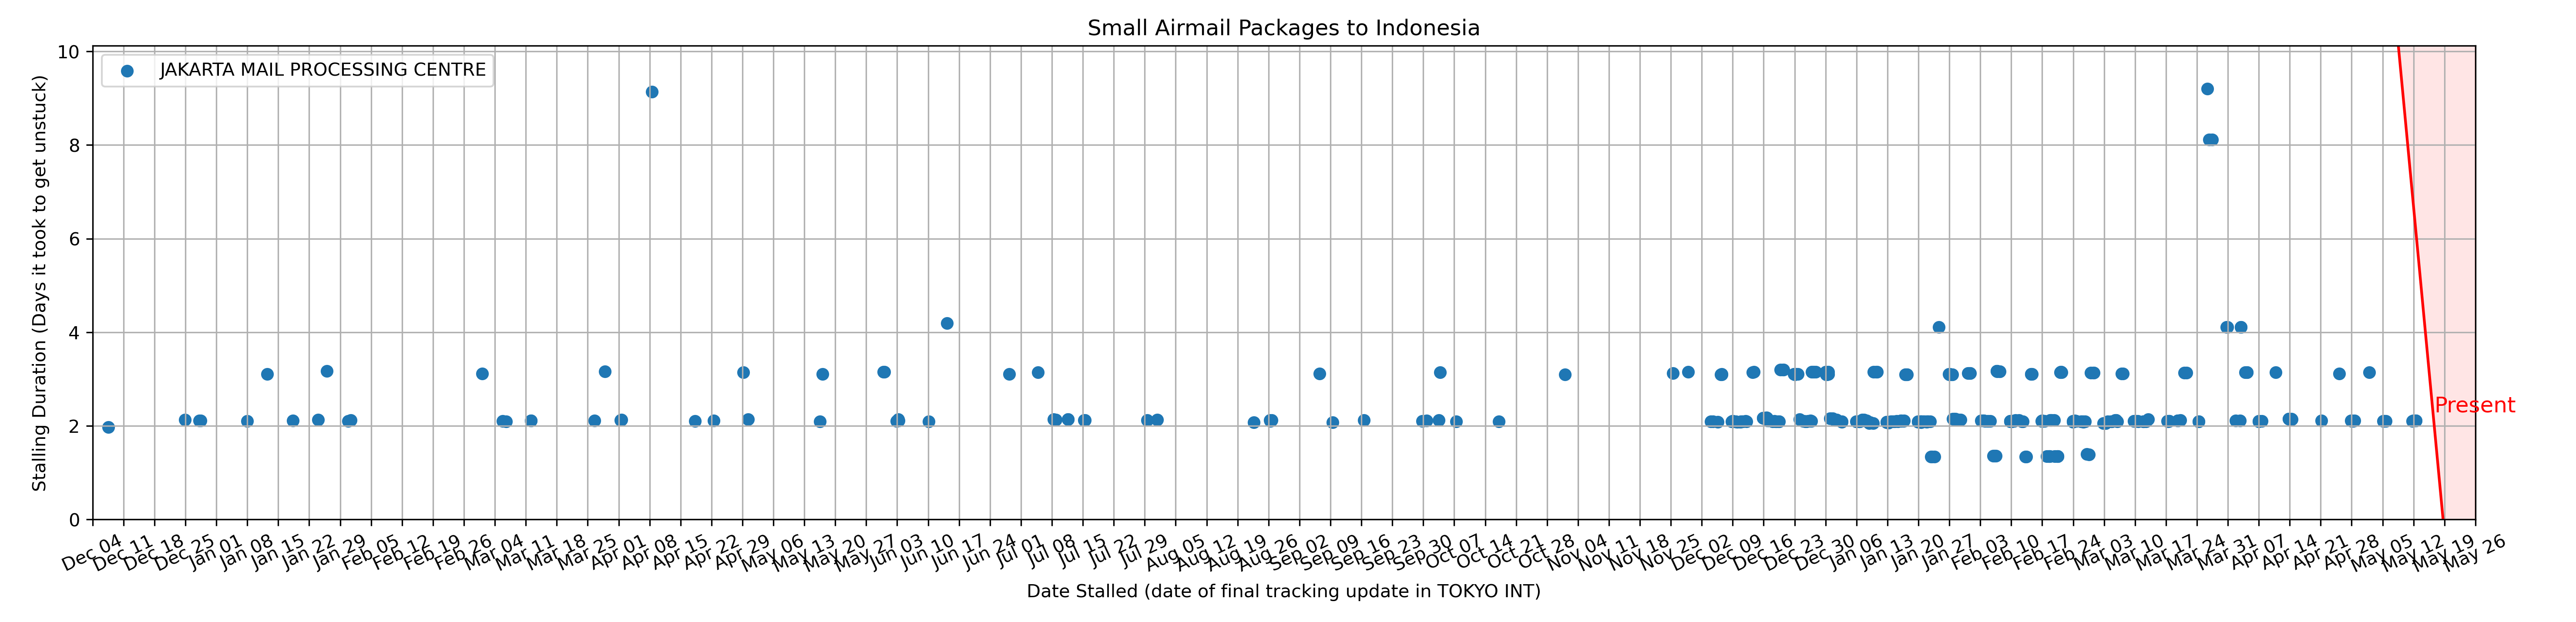 Small Airmail Packages to Indonesia
JAKARTA MAIL PROCESSING CENTRE
Stalling Duration (Days it took to get unstuck)
10
8
6
4
2
0
Present
Dec 04
Dec 11
Dec 18
Dec 25
Jan 01
Jan 08
Jan 15
Jan 22
Jan 29
Feb 05
Feb 12
Feb 19
Feb 26
Mar 04
Mar 11
Mar 18
Mar 25
Apr 01
Apr 08
Apr 15
Apr 22
Apr 29
May 06
May 13
May 20
May 27
Jun 03
Jun 10
Jun 17
Jun 24
Jul 01
Jul 08
Jul 15
Jul 22
Jul 29
Aug 05
Aug 12
Aug 19
Aug 26
Sep 02
Sep 09
Sep 16
Sep 23
Sep 30
Oct 07
Oct 14
Oct 21
Oct 28
Nov 04
Nov 11
Nov 18
Nov 25
Dec 02
Dec 09
Dec 16
Dec 23
Dec 30
Jan 06
Jan 13
Jan 20
Jan 27
Feb 03
Feb 10
Feb 17
Feb 24
Mar 03
Mar 10
Mar 17
Mar 24
Mar 31
Apr 07
Apr 14
Apr 21
Apr 28
May 05
May 12
May 19
May 26
Date Stalled (date of final tracking update in TOKYO INT)